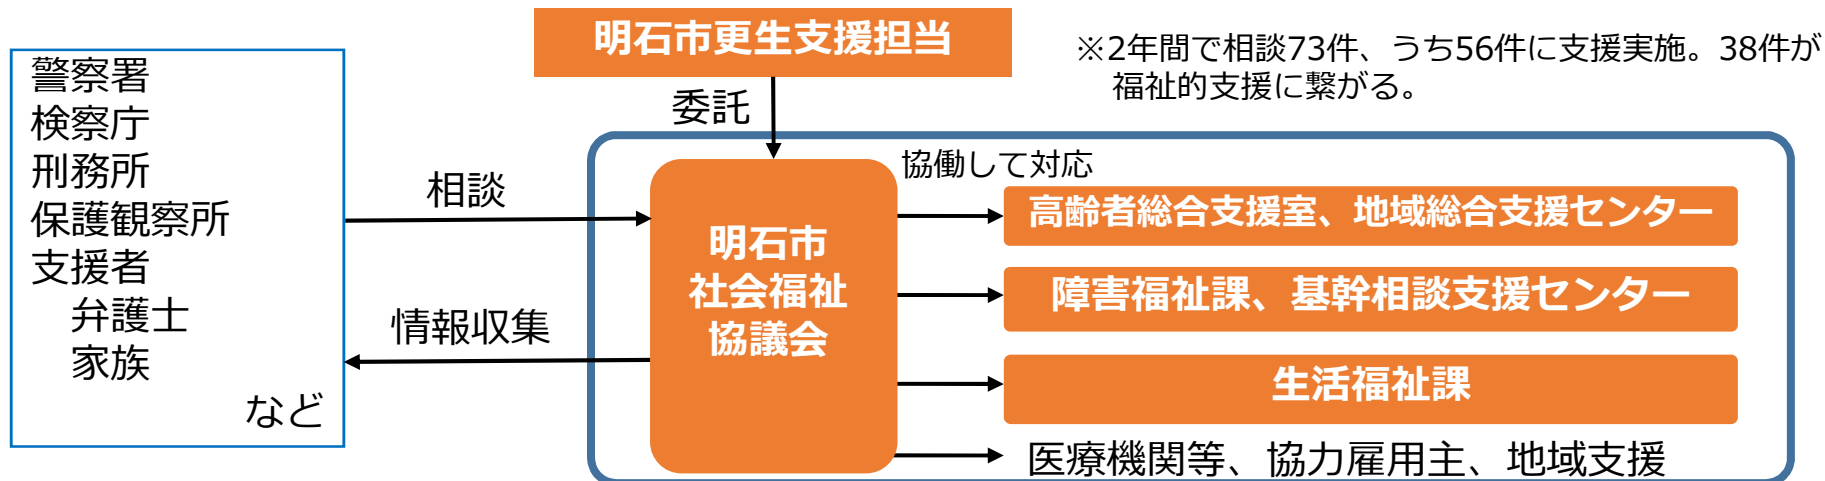 明石市更生支援担当
※2年間で相談73件、うち56件に支援実施。38件が
福祉的支援に繋がる。
警察署
検察庁
刑務所
保護観察所
支援者
弁護士
家族
など
委託
相談
情報収集
明石市
社会福祉
協議会
協働して対応
高齢者総合支援室、地域総合支援センター
障害福祉課、基幹相談支援センター
生活福祉課
医療機関等、協力雇用主、地域支援